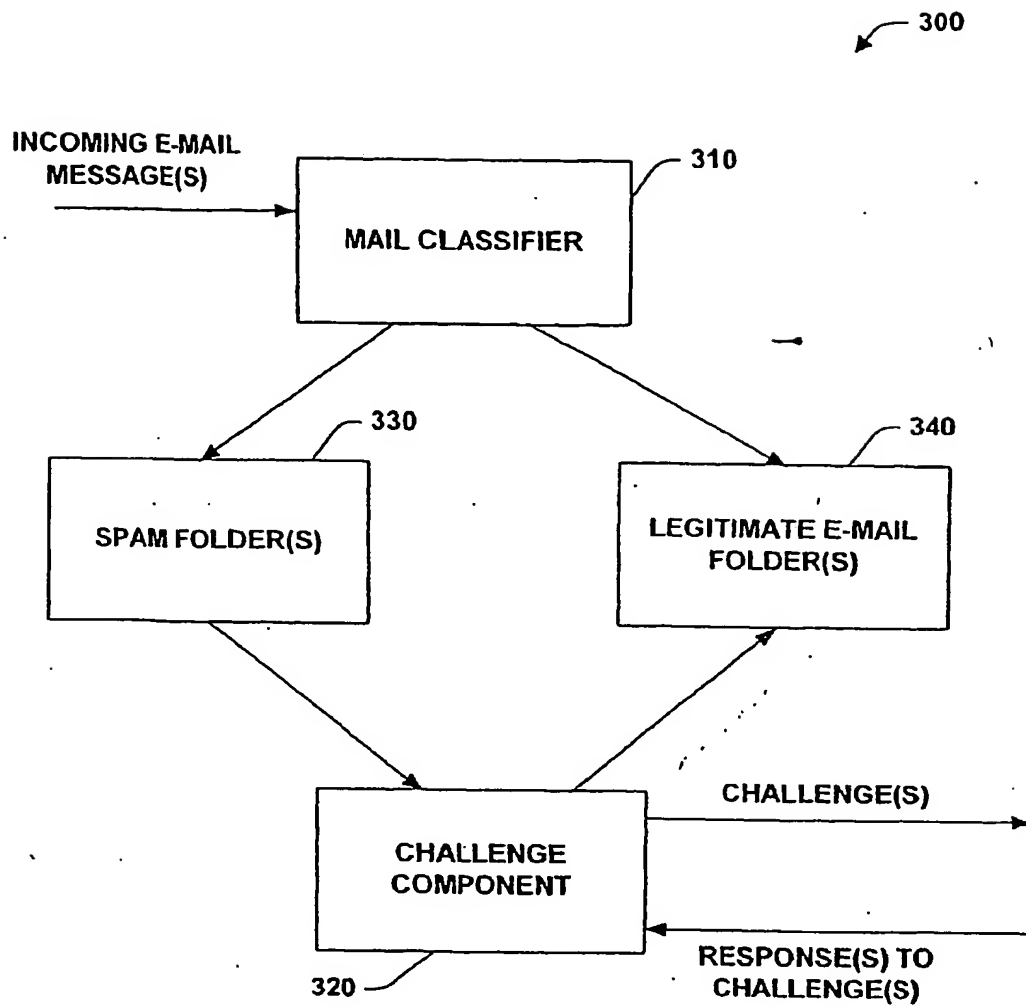 300
INCOMING E-MAIL
MESSAGE(S)
310
MAIL CLASSIFIER
330
340
SPAM FOLDER(S)
LEGITIMATE E-MAIL
FOLDER(S)
CHALLENGE(S)
CHALLENGE
COMPONENT
RESPONSE(S) TO
CHALLENGE(S)
320